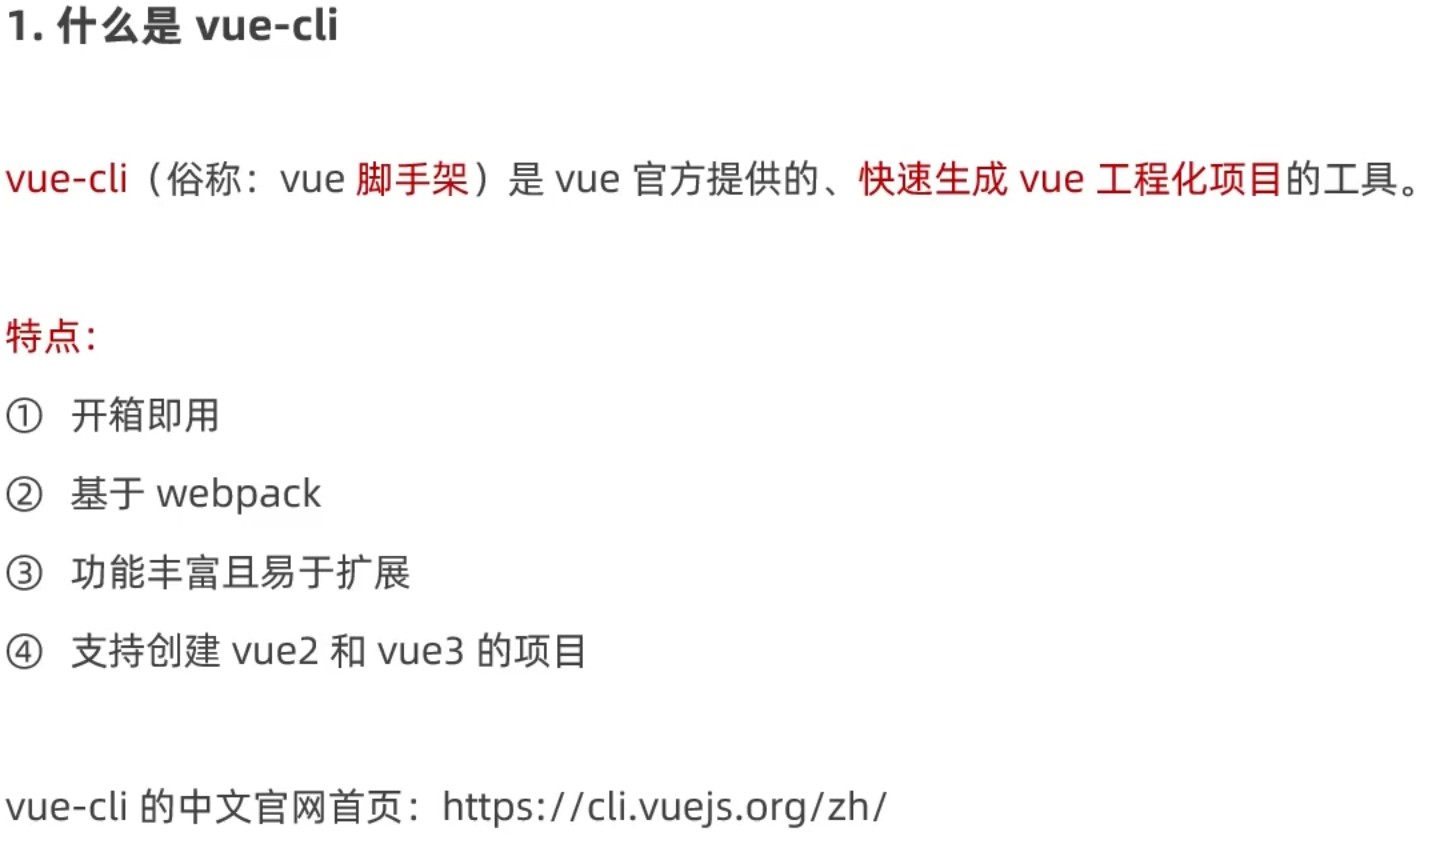 1. 什么是 vue-cli
vue-cli（俗称：vue 脚手架）是 vue 官方提供的、快速生成 vue 工程化项目的工具。
特点：
① 开箱即用
② 基于 webpack
③ 功能丰富且易于扩展
④ 支持创建 vue2 和 vue3 的项目
vue-cli 的中文官网首页：https://cli.vuejs.org/zh/